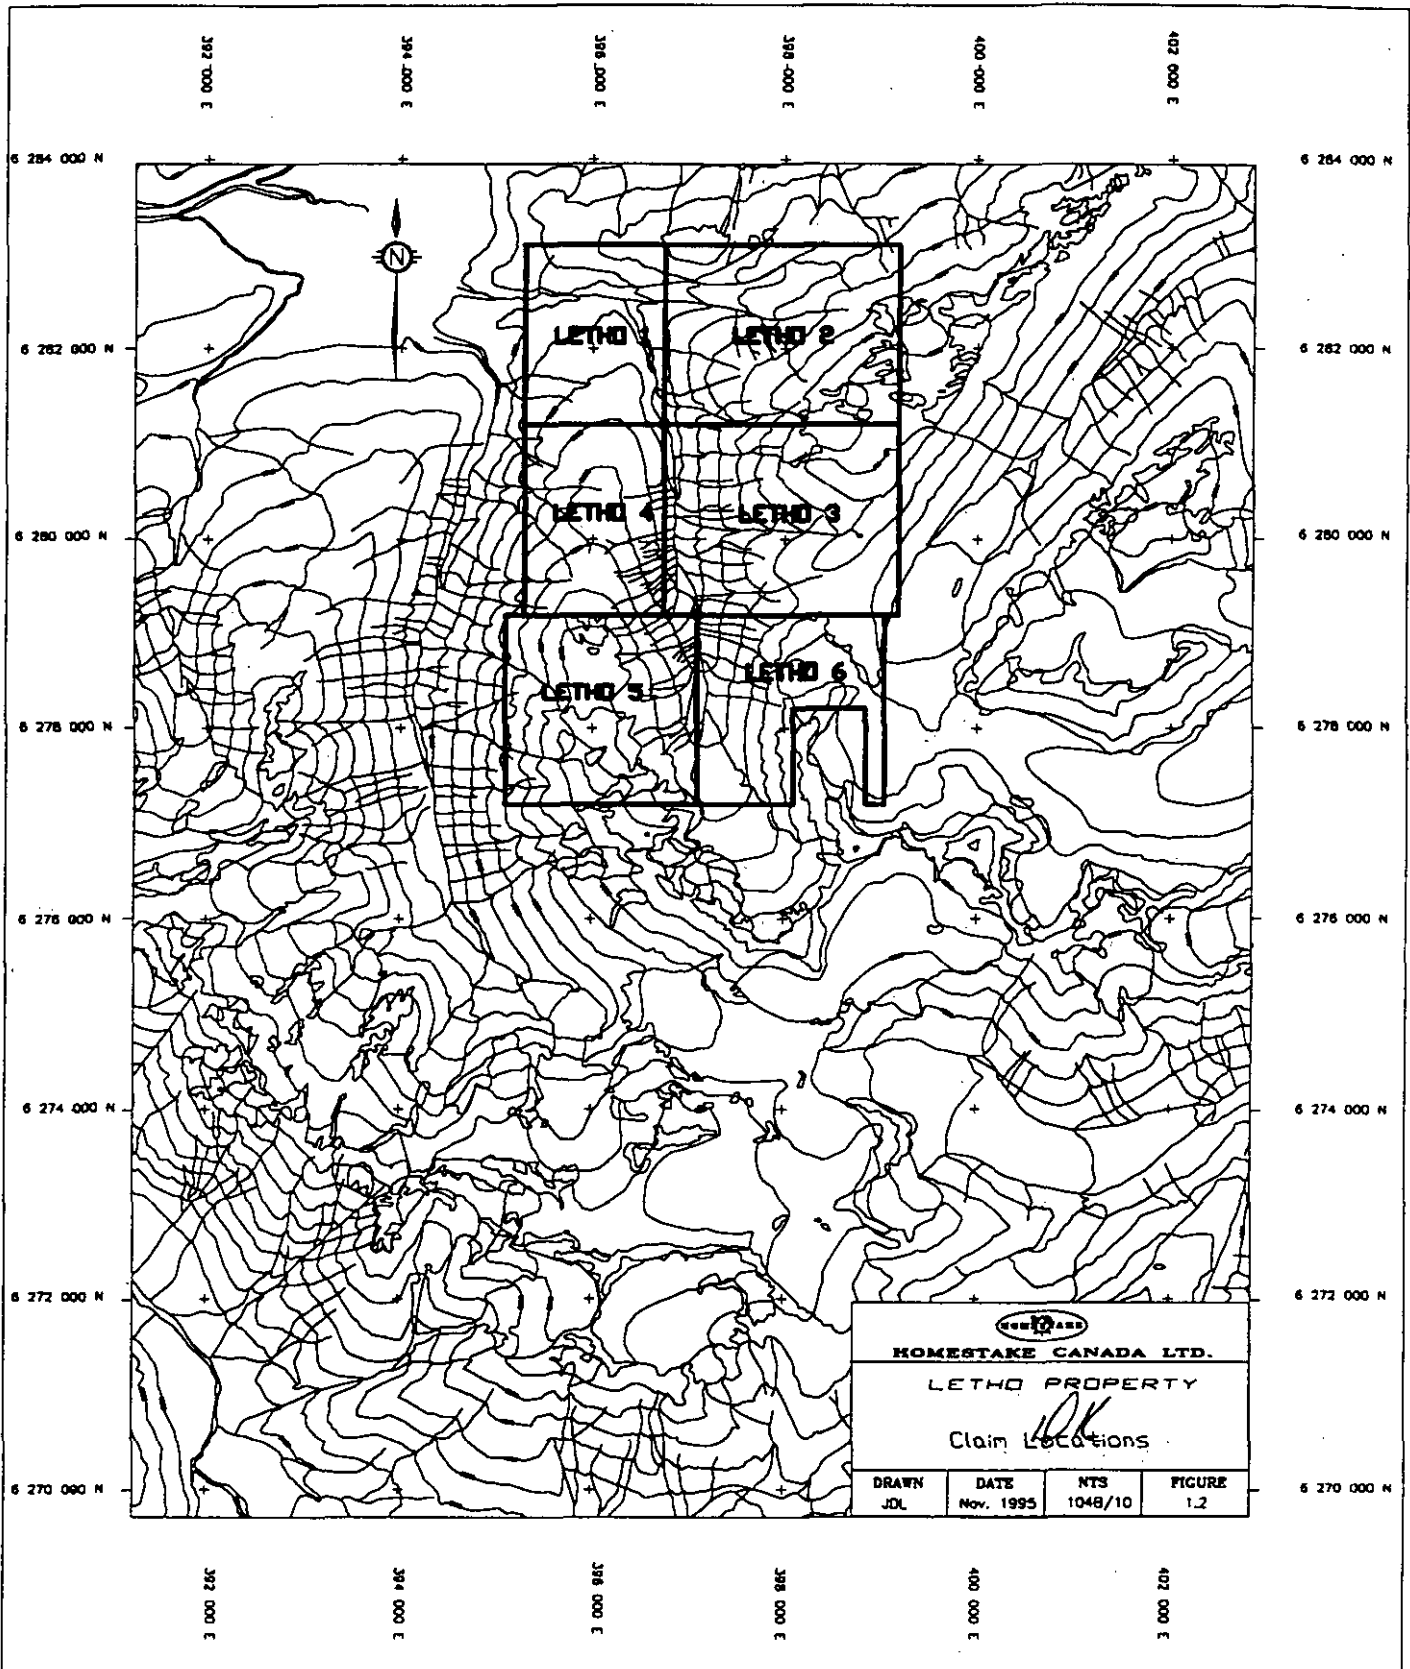 392 000 E
394 000 E
396 000 E
398 000 E
400 000 E
402 000 E
6 284 000 N
6 284 000 N
N
LETHO 1
LETHO 2
6 282 000 N
6 282 000 N
LETHO 4
LETHO 3
6 280 000 N
6 280 000 N
LETHO 5
LETHO 6
6 278 000 N
6 278 000 N
6 276 000 N
6 276 000 N
6 274 000 N
6 274 000 N
6 272 000 N
6 272 000 N
HOMESTAKE
HOMESTAKE CANADA LTD.
LETHO PROPERTY
Claim Locations
DRAWN
DATE
NTS
FIGURE
JDL
Nov. 1995
104B/10
1.2
6 270 000 N
6 270 000 N
392 000 E
394 000 E
396 000 E
398 000 E
400 000 E
402 000 E